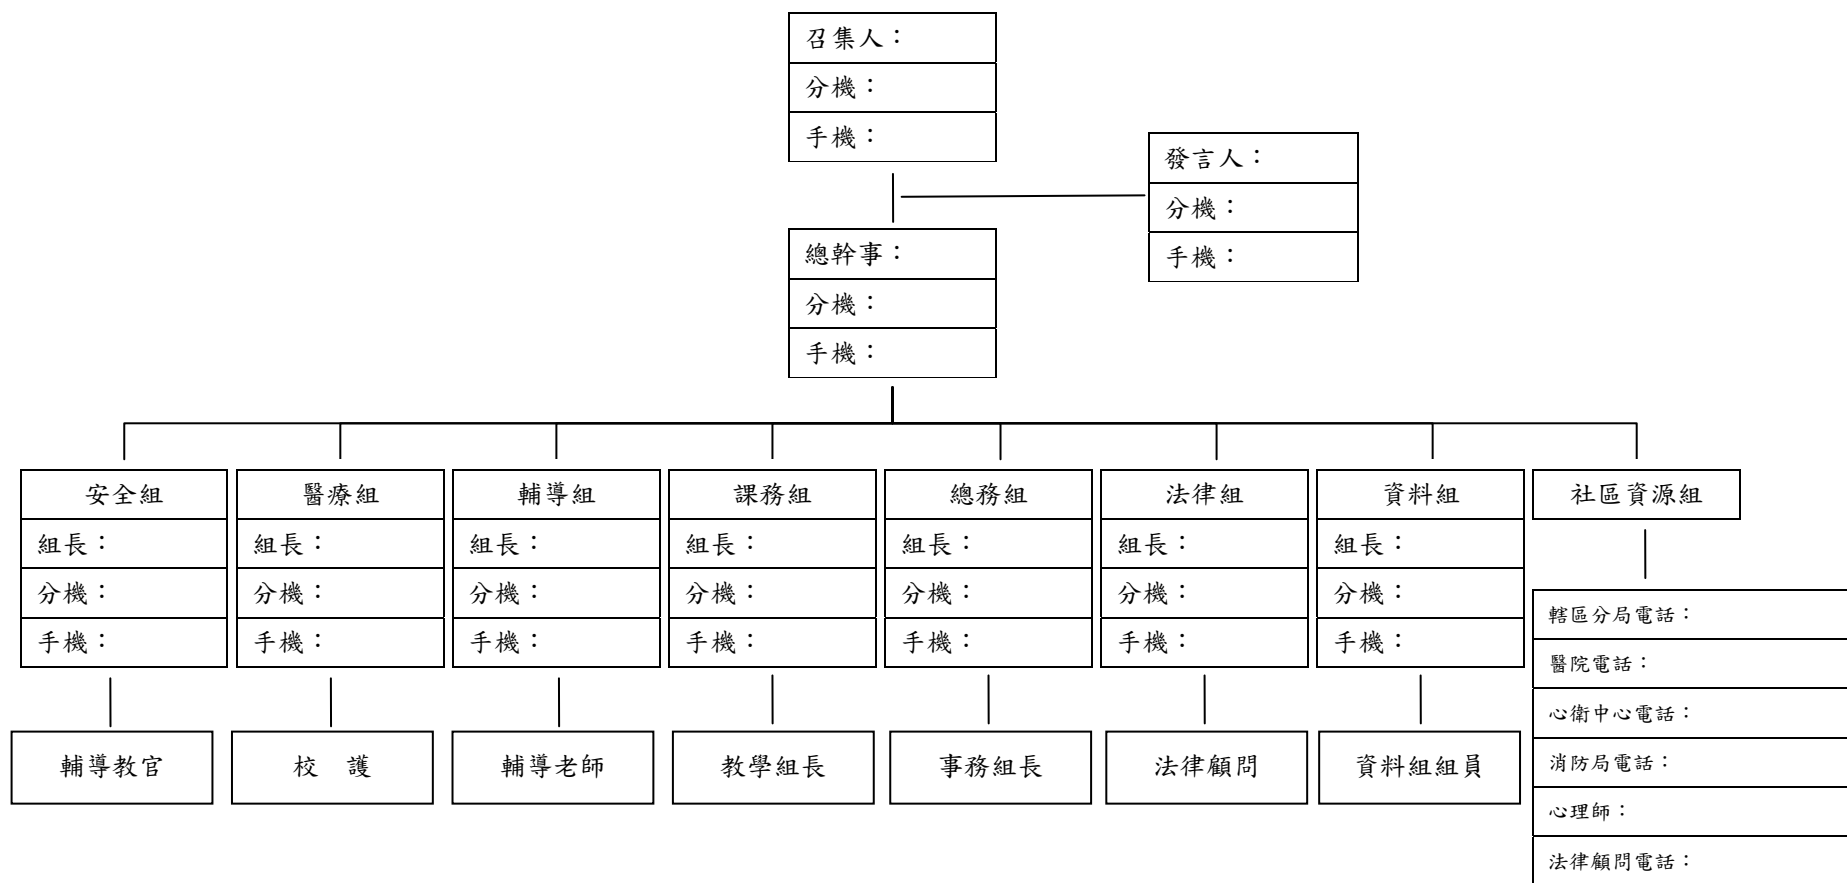 召集人：
分機：
手機：
發言人：
分機：
手機：
總幹事：
分機：
手機：
安全組
組長：
分機：
手機：
輔導教官
醫療組
組長：
分機：
手機：
校　護
輔導組
組長：
分機：
手機：
輔導老師
課務組
組長：
分機：
手機：
教學組長
總務組
組長：
分機：
手機：
事務組長
法律組
組長：
分機：
手機：
法律顧問
資料組
組長：
分機：
手機：
資料組組員
社區資源組
轄區分局電話：
醫院電話：
心衛中心電話：
消防局電話：
心理師：
法律顧問電話：